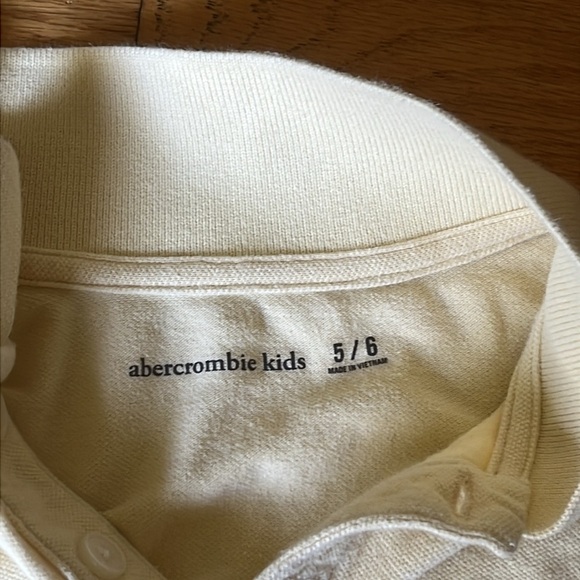 abercrombie kids 5 / 6
MADE IN VIETNAM